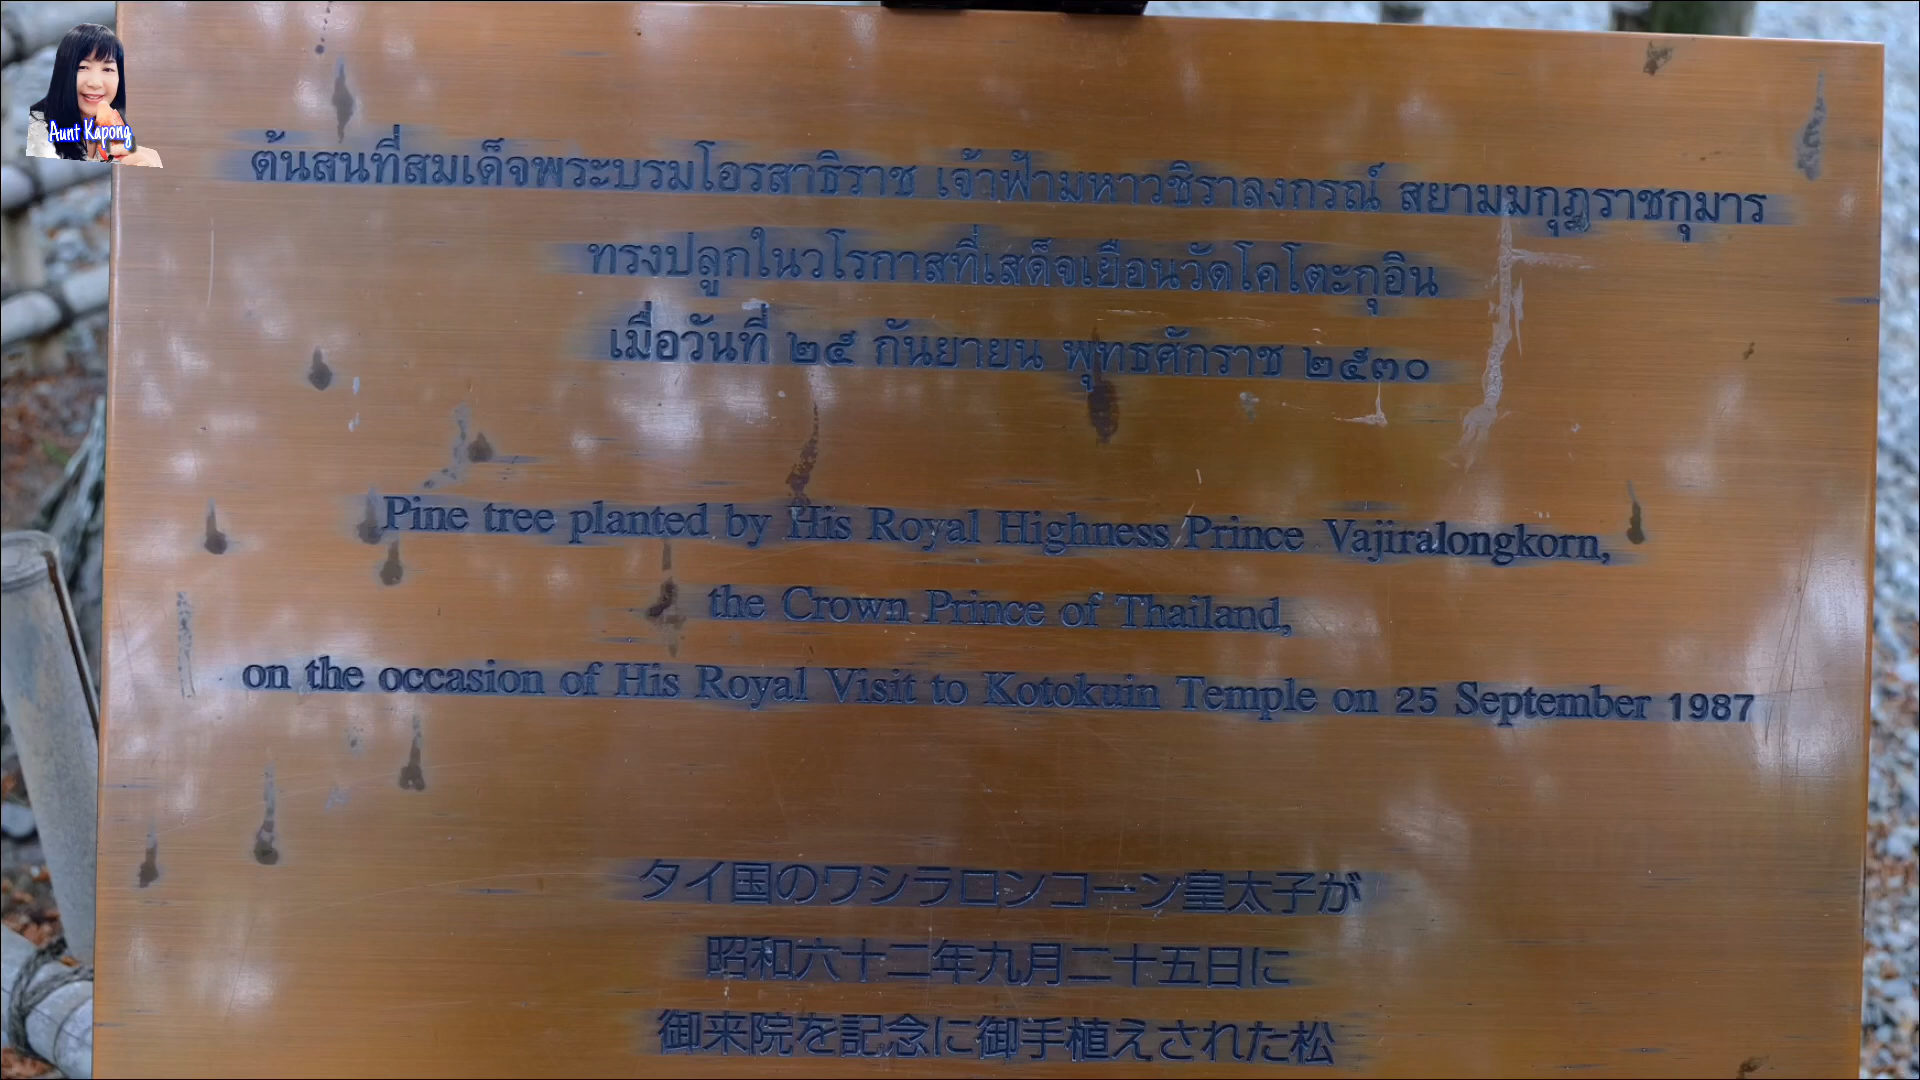 Aunt Kapong
ต้นสนที่สมเด็จพระบรมโอรสาธิราช เจ้าฟ้ามหาวชิราลงกรณ์ สยามมกุฎราชกุมาร
ทรงปลูกในวโรกาสที่เสด็จเยือนวัดโคโตะกุอิน
เมื่อวันที่ ๒๕ กันยายน พุทธศักราช ๒๕๓๐
Pine tree planted by His Royal Highness Prince Vajiralongkorn,
the Crown Prince of Thailand,
on the occasion of His Royal Visit to Kotokuin Temple on 25 September 1987
タイ国のワシラロンコーン皇太子が
昭和六十二年九月二十五日に
御来院を記念に御手植えされた松